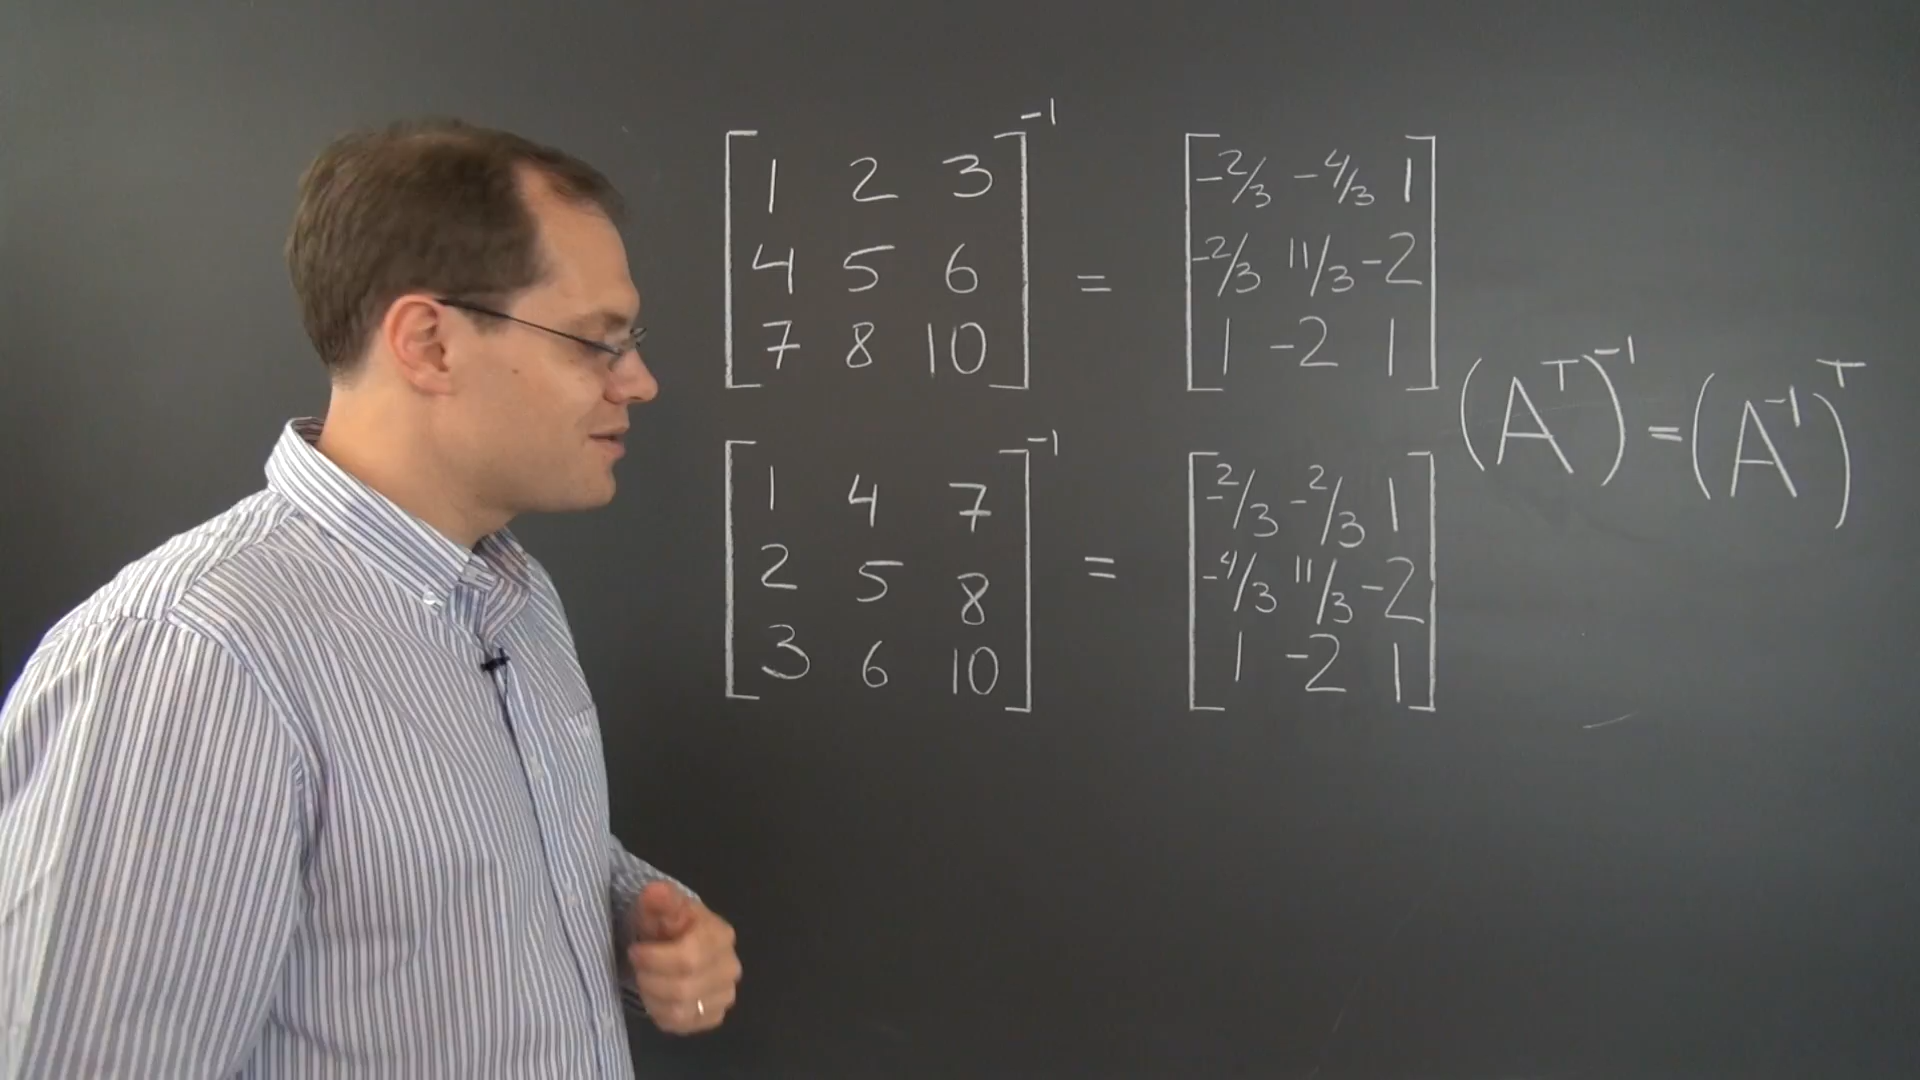 [1 2 3]⁻¹ [-2/3 -4/3 1]
[4 5 6] = [-2/3 11/3 -2]
[7 8 10] [1 -2 1]
(Aᵀ)⁻¹ = (A⁻¹)ᵀ
[1 4 7]⁻¹ [-2/3 -2/3 1]
[2 5 8] = [-4/3 11/3 -2]
[3 6 10] [1 -2 1]